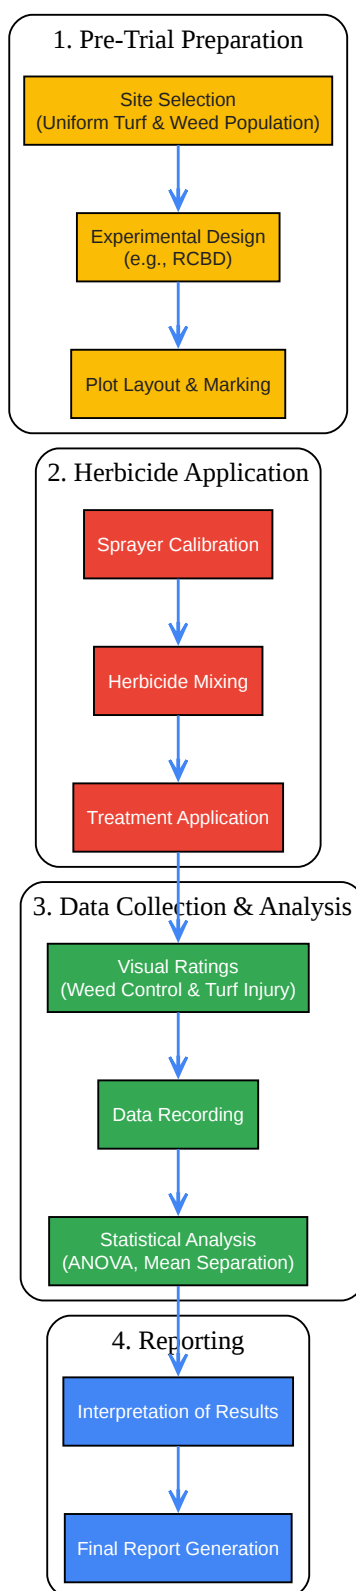 1. Pre-Trial Preparation
Site Selection
(Uniform Turf & Weed Population)
Experimental Design
(e.g., RCBD)
Plot Layout & Marking
2. Herbicide Application
Sprayer Calibration
Herbicide Mixing
Treatment Application
3. Data Collection & Analysis
Visual Ratings
(Weed Control & Turf Injury)
Data Recording
Statistical Analysis
(ANOVA, Mean Separation)
4. Reporting
Interpretation of Results
Final Report Generation